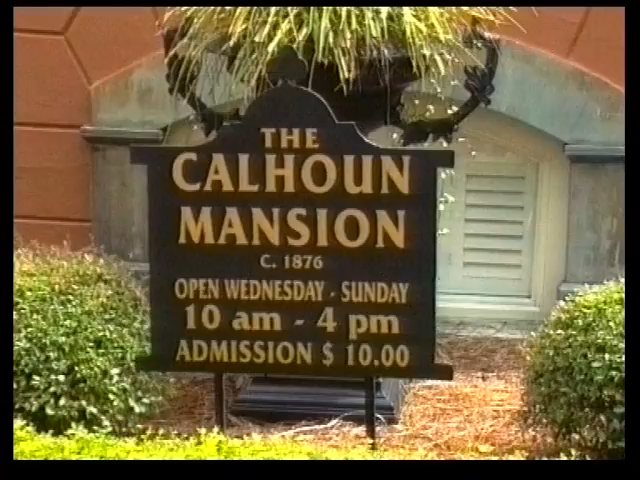 THE
CALHOUN
MANSION
C. 1876
OPEN WEDNESDAY - SUNDAY
10 am - 4 pm
ADMISSION $ 10.00